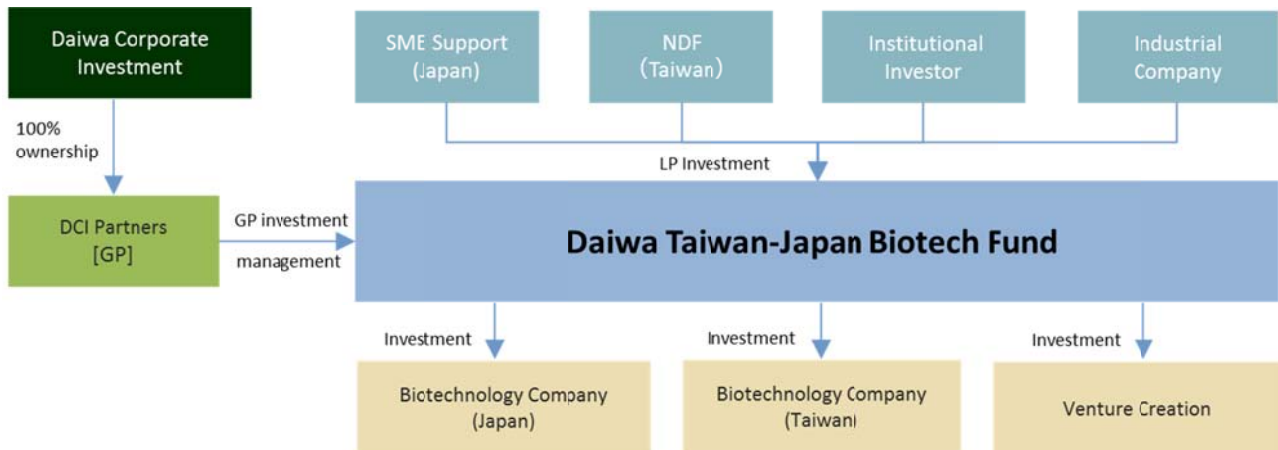 Daiwa Corporate
Investment
SME Support
(Japan)
NDF
(Taiwan)
Institutional
Investor
Industrial
Company
100%
ownership
LP Investment
DCI Partners
[GP]
GP investment
management
Daiwa Taiwan-Japan Biotech Fund
Investment
Investment
Investment
Biotechnology Company
(Japan)
Biotechnology Company
(Taiwan)
Venture Creation